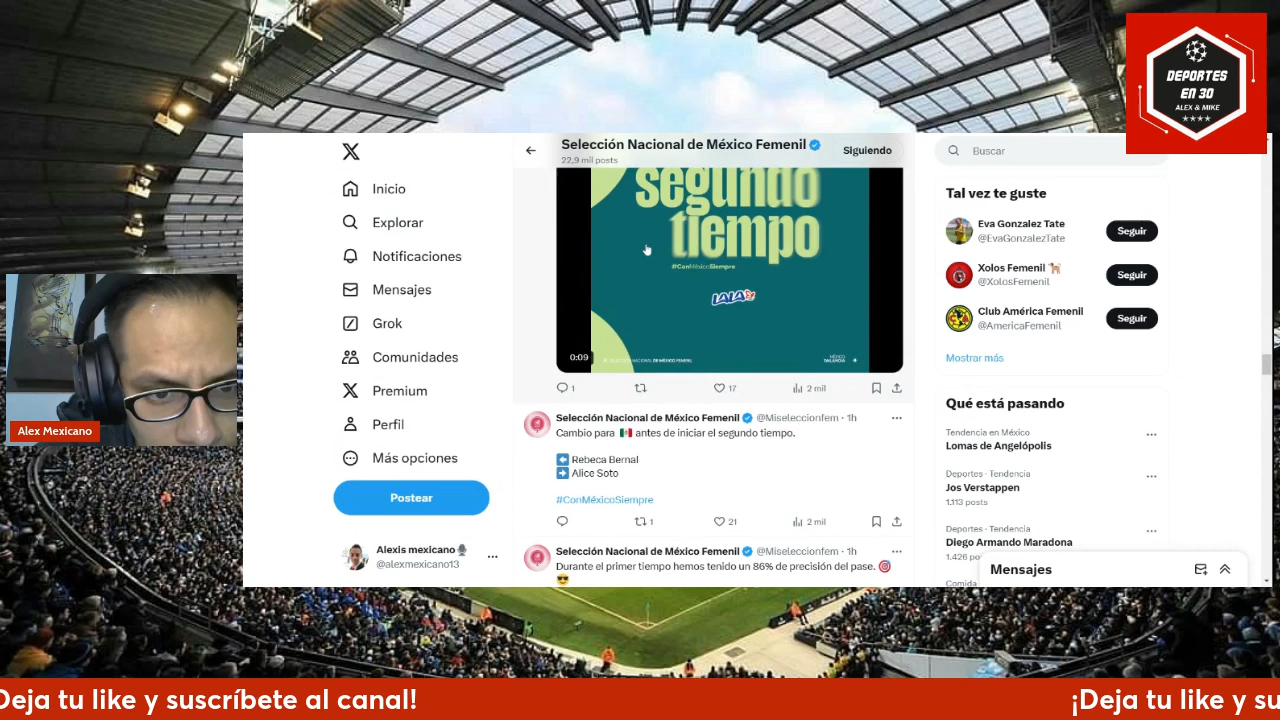 DEPORTES
EN 30
ALEX & MIKE
Inicio
Explorar
Notificaciones
Mensajes
Grok
Comunidades
Premium
Perfil
Más opciones
Postear
Alexis mexicano🎙️
@alexmexicano13
Selección Nacional de México Femenil
22,9 mil posts
Siguiendo
segundo
tiempo
#ConMéxicoSiempre
LALA
0:09
1
17
2 mil
Selección Nacional de México Femenil @Miseleccionfem · 1h
Cambio para 🇲🇽 antes de iniciar el segundo tiempo.
⬅️ Rebeca Bernal
➡️ Alice Soto
#ConMéxicoSiempre
1
21
2 mil
Selección Nacional de México Femenil @Miseleccionfem · 1h
Durante el primer tiempo hemos tenido un 86% de precisión del pase. 🎯
😎
Buscar
Tal vez te guste
Eva Gonzalez Tate
@EvaGonzalezTate
Seguir
Xolos Femenil 🐕
@XolosFemenil
Seguir
Club América Femenil
@AmericaFemenil
Seguir
Mostrar más
Qué está pasando
Tendencia en México
Lomas de Angelópolis
Deportes · Tendencia
Jos Verstappen
1.113 posts
Deportes · Tendencia
Diego Armando Maradona
1.426 po
Comida
Mensajes
Alex Mexicano
Deja tu like y suscríbete al canal!
¡Deja tu like y su